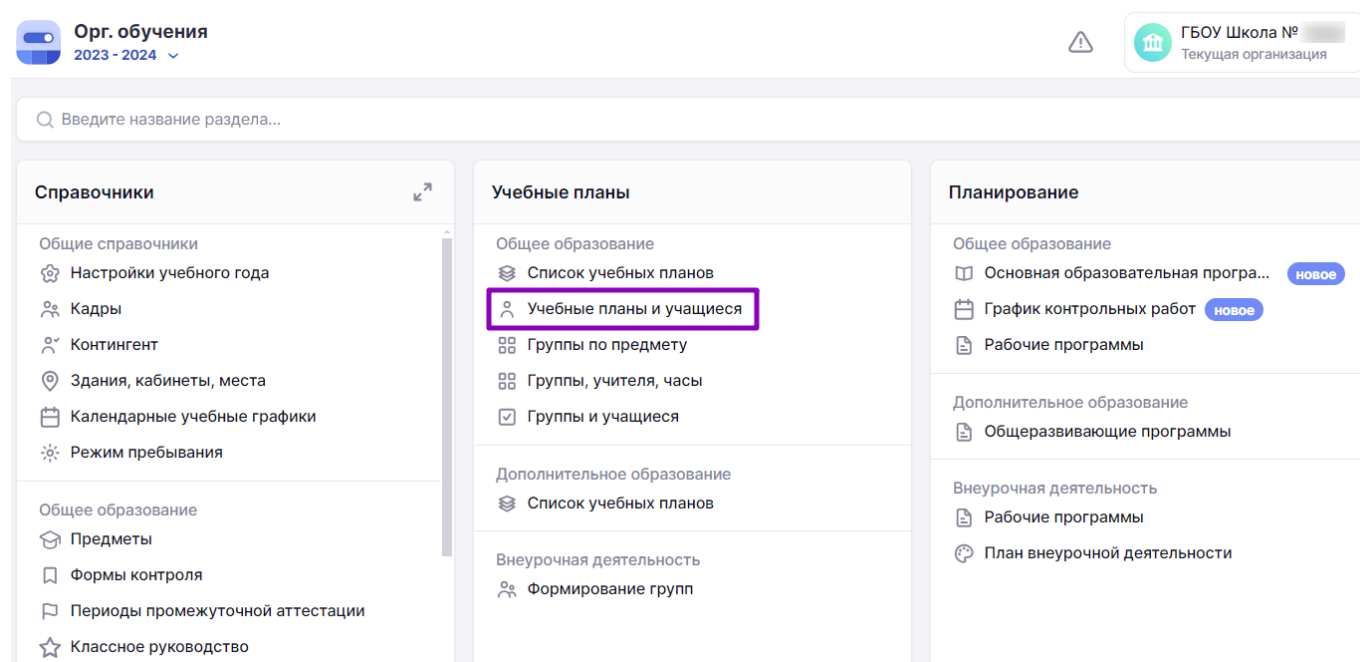 Орг. обучения
2023 - 2024
ГБОУ Школа №
Текущая организация
Введите название раздела...
Справочники
Общие справочники
Настройки учебного года
Кадры
Контингент
Здания, кабинеты, места
Календарные учебные графики
Режим пребывания
Общее образование
Предметы
Формы контроля
Периоды промежуточной аттестации
Классное руководство
Учебные планы
Общее образование
Список учебных планов
Учебные планы и учащиеся
Группы по предмету
Группы, учителя, часы
Группы и учащиеся
Дополнительное образование
Список учебных планов
Внеурочная деятельность
Формирование групп
Планирование
Общее образование
Основная образовательная програ... новое
График контрольных работ новое
Рабочие программы
Дополнительное образование
Общеразвивающие программы
Внеурочная деятельность
Рабочие программы
План внеурочной деятельности